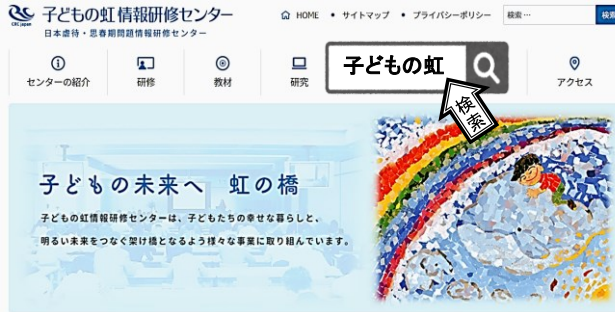 子どもの虹情報研修センター
CRC japan
日本虐待・思春期問題情報研修センター
HOME • サイトマップ • プライバシーポリシー
検索 …
検索
センターの紹介
研修
教材
研究
子どもの虹
検索
アクセス
子どもの未来へ 虹の橋
子どもの虹情報研修センターは、子どもたちの幸せな暮らしと、
明るい未来をつなぐ架け橋となるよう様々な事業に取り組んでいます。